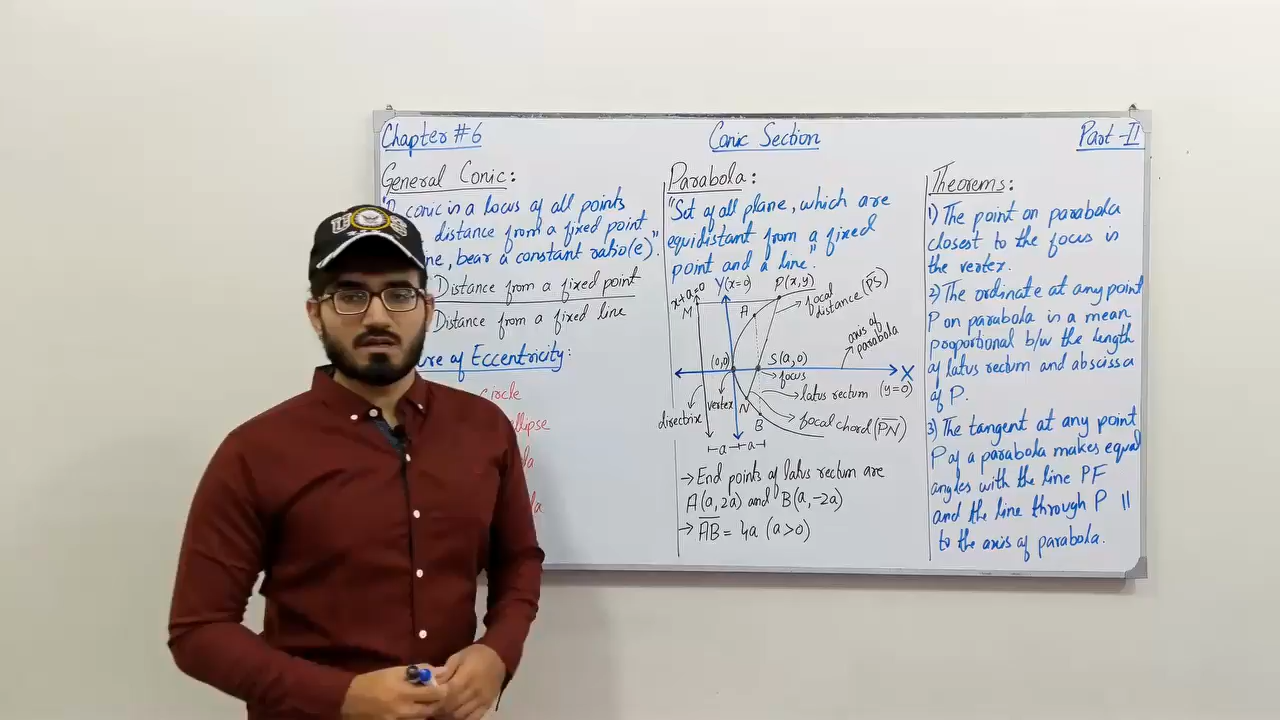 Chapter #6
Conic Section
Part-II
General Conic:
conic is a locus of all points
distance from a fixed point
bear a constant ratio(e)."
Distance from a fixed point
Distance from a fixed line
of Eccentricity:
circle
Parabola:
"Set of all plane, which are
equidistant from a fixed
point and a line."
x+a=0
Y(x=0)
P(x,y)
M
A
focal
distance (PS)
axis of
parabola
(0,0)
S(a,0)
X
focus
(y=0)
directrix
vertex
N
latus rectum
B
focal chord (PN)
a
a
→ End points of latus rectum are
A(a, 2a) and B(a, -2a)
→ AB = 4a (a>0)
Theorems:
1) The point on parabola
closest to the focus is
the vertex.
2) The ordinate at any point
P on parabola is a mean
proportional b/w the length
of latus rectum and abscissa
of P.
3) The tangent at any point
P of a parabola makes equal
angles with the line PF
and the line through P ||
to the axis of parabola.